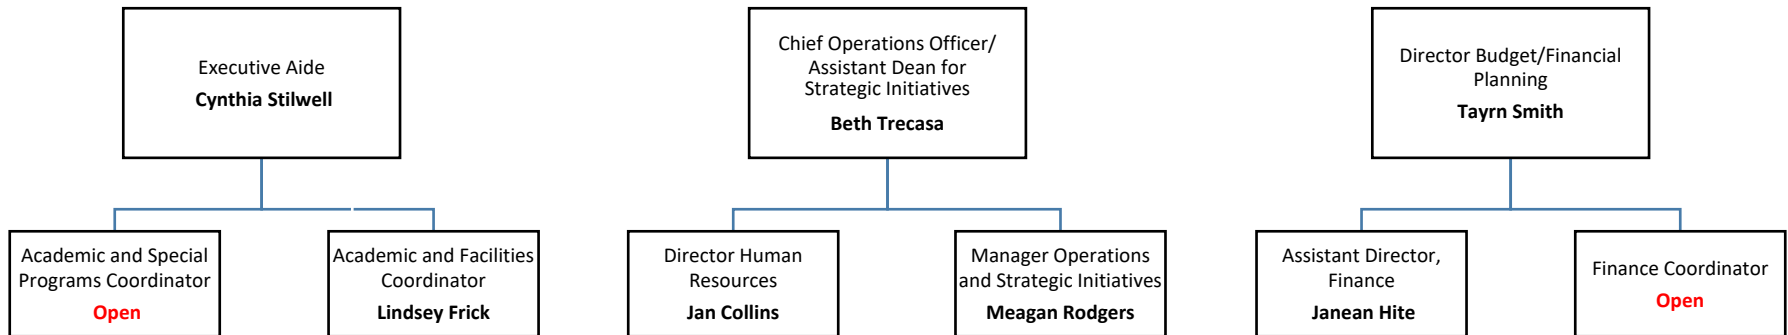 Executive Aide
Cynthia Stilwell
Chief Operations Officer/
Assistant Dean for
Strategic Initiatives
Beth Trecasa
Director Budget/Financial
Planning
Tayrn Smith
Academic and Special
Programs Coordinator
Open
Academic and Facilities
Coordinator
Lindsey Frick
Director Human
Resources
Jan Collins
Manager Operations
and Strategic Initiatives
Meagan Rodgers
Assistant Director,
Finance
Janean Hite
Finance Coordinator
Open